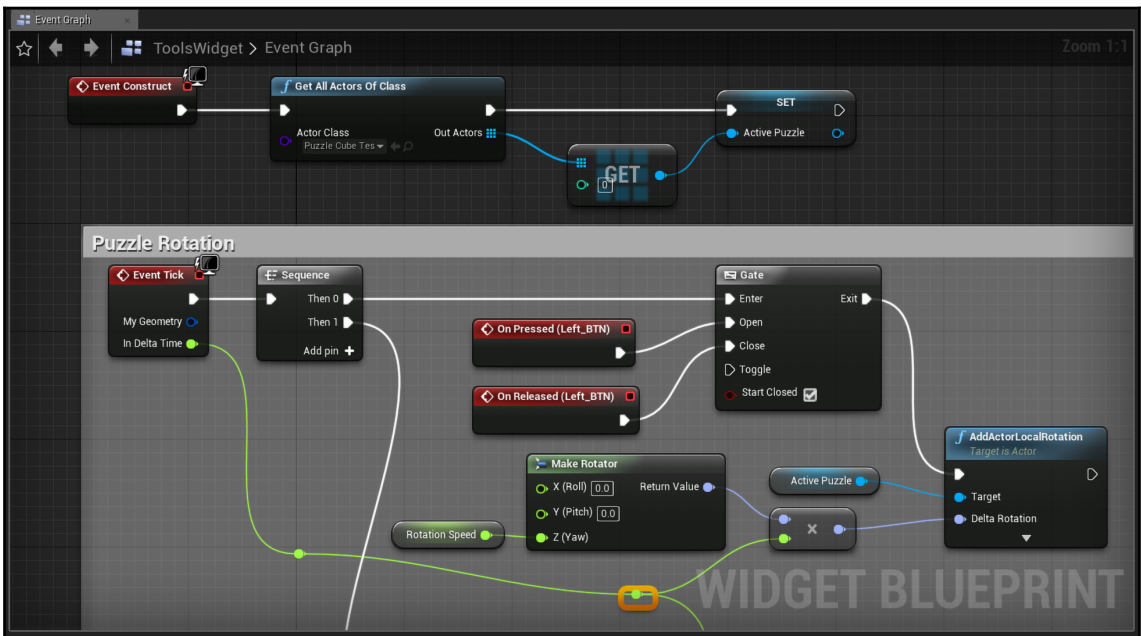 Event Graph
ToolsWidget > Event Graph
Zoom 1:1
Event Construct
f Get All Actors Of Class
Actor Class
Puzzle Cube Tes
Out Actors
GET
0
SET
Active Puzzle
Puzzle Rotation
Event Tick
My Geometry
In Delta Time
Sequence
Then 0
Then 1
Add pin +
On Pressed (Left_BTN)
On Released (Left_BTN)
Gate
Enter
Exit
Open
Close
Toggle
Start Closed
Make Rotator
X (Roll) 0.0
Return Value
Y (Pitch) 0.0
Z (Yaw)
Rotation Speed
Active Puzzle
×
f AddActorLocalRotation
Target is Actor
Target
Delta Rotation
WIDGET BLUEPRINT